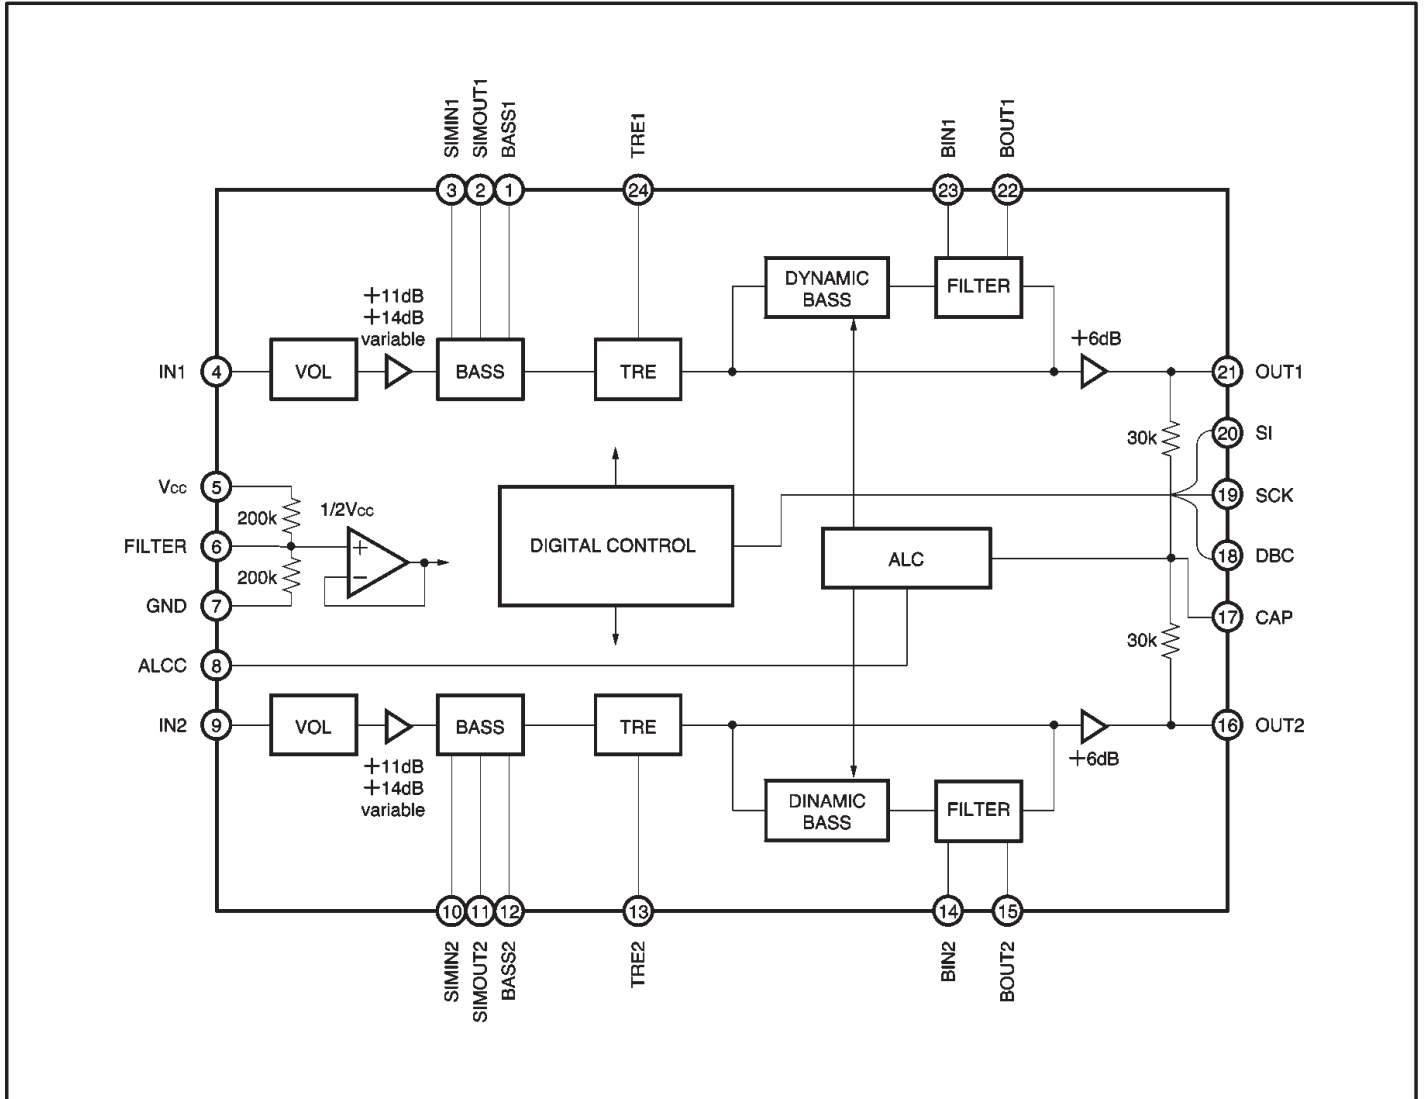 SIMIN1
SIMOUT1
BASS1
TRE1
BIN1
BOUT1
3
2
1
24
23
22
DYNAMIC
BASS
FILTER
+11dB
+14dB
variable
+6dB
IN1
4
VOL
BASS
TRE
21
OUT1
30k
20
SI
Vcc
5
200k
1/2Vcc
19
SCK
FILTER
6
+
−
DIGITAL CONTROL
ALC
18
DBC
200k
GND
7
17
CAP
30k
ALCC
8
IN2
9
VOL
BASS
TRE
16
OUT2
+6dB
+11dB
+14dB
variable
DINAMIC
BASS
FILTER
10
11
12
13
14
15
SIMIN2
SIMOUT2
BASS2
TRE2
BIN2
BOUT2